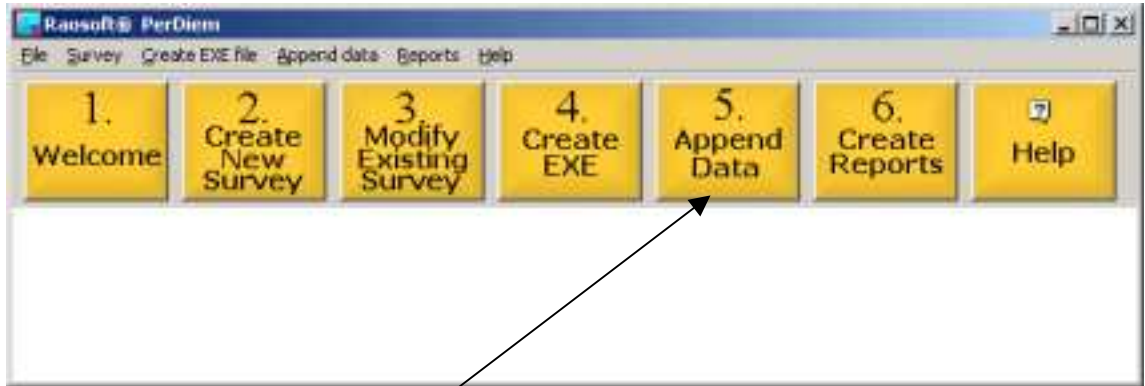 Raosoft® PerDiem
File Survey Create EXE file Append data Reports Help
1.
Welcome
2.
Create
New
Survey
3.
Modify
Existing
Survey
4.
Create
EXE
5.
Append
Data
6.
Create
Reports
?
Help